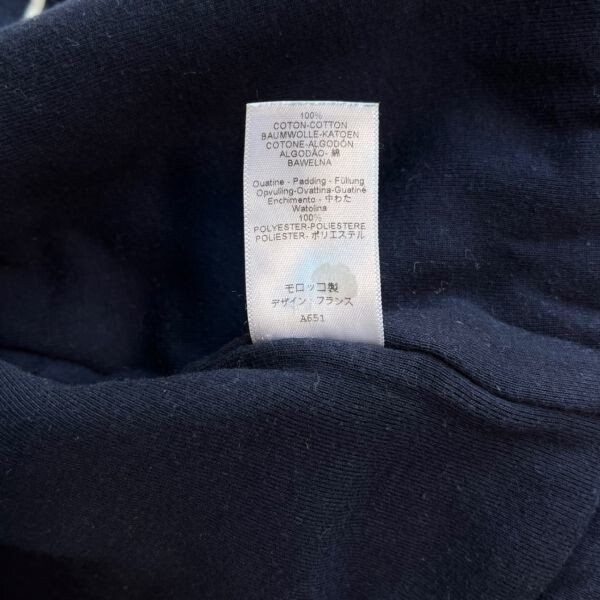 100%
COTON-COTTON
BAUMWOLLE-KATOEN
COTONE-ALGODÓN
ALGODÃO- 綿
BAWELNA
Ouatine - Padding - Füllung
Opvulling-Ovattina-Guatiné
Enchimento - 中わた
Watolina
100%
POLYESTER-POLIESTERE
POLIESTER- ポリエステル
モロッコ製
デザイン フランス
A651